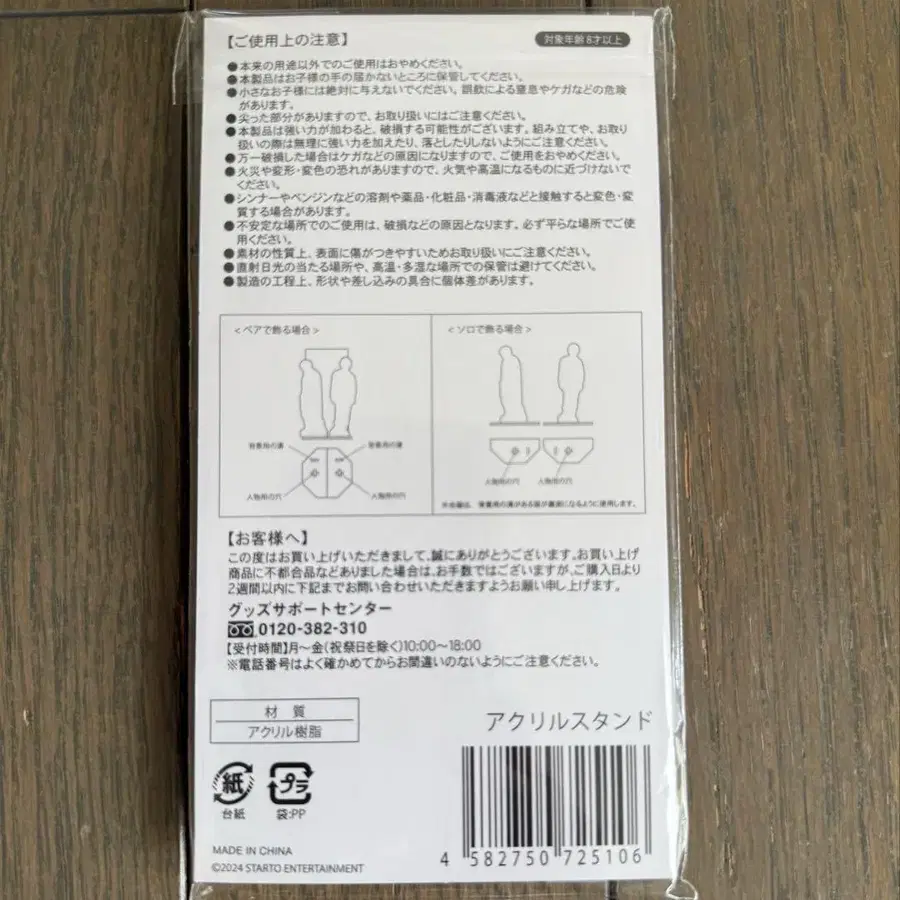 【ご使用上の注意】
対象年齢8才以上
●本来の用途以外でのご使用はおやめください。
●本製品はお子様の手の届かないところに保管してください。
●小さなお子様には絶対に与えないでください。誤飲による窒息やケガなどの危険
があります。
●尖った部分がありますので、お取り扱いにはご注意ください。
●本製品は強い力が加わると、破損する可能性がございます。組み立てや、お取り
扱いの際は無理に強い力を加えたり、落としたりしないようにご注意ください。
●万一破損した場合はケガなどの原因になりますので、ご使用をおやめください。
●火災や変形・変色の恐れがありますので、火気や高温になるものに近づけないで
ください。
●シンナーやベンジンなどの溶剤や薬品・化粧品・消毒液などと接触すると変色・変
質する場合があります。
●不安定な場所でのご使用は、破損などの原因となります。必ず平らな場所でご使
用ください。
●素材の性質上、表面に傷がつきやすいためお取り扱いにご注意ください。
●直射日光の当たる場所や、高温・多湿な場所での保管は避けてください。
●製造の工程上、形状や差し込みの具合に個体差があります。
<ペアで飾る場合>
<ソロで飾る場合>
背景用の溝
背景用の溝
人物用の穴
人物用の穴
人物用の穴
【お客様へ】
この度はお買い上げいただきまして、誠にありがとうございます。お買い上げ
商品に不都合品などありました場合は、お手数ではございますが、ご購入日より
2週間以内に下記までお問い合わせいただきますようお願い申し上げます。
グッズサポートセンター
0120-382-310
【受付時間】月～金(祝祭日を除く)10:00～18:00
※電話番号はよく確かめてからお間違いのないようにご注意ください。
材 質
アクリル樹脂
アクリルスタンド
紙
プラ
台紙
袋:PP
MADE IN CHINA
©2024 STARTO ENTERTAINMENT
4 582750 725106